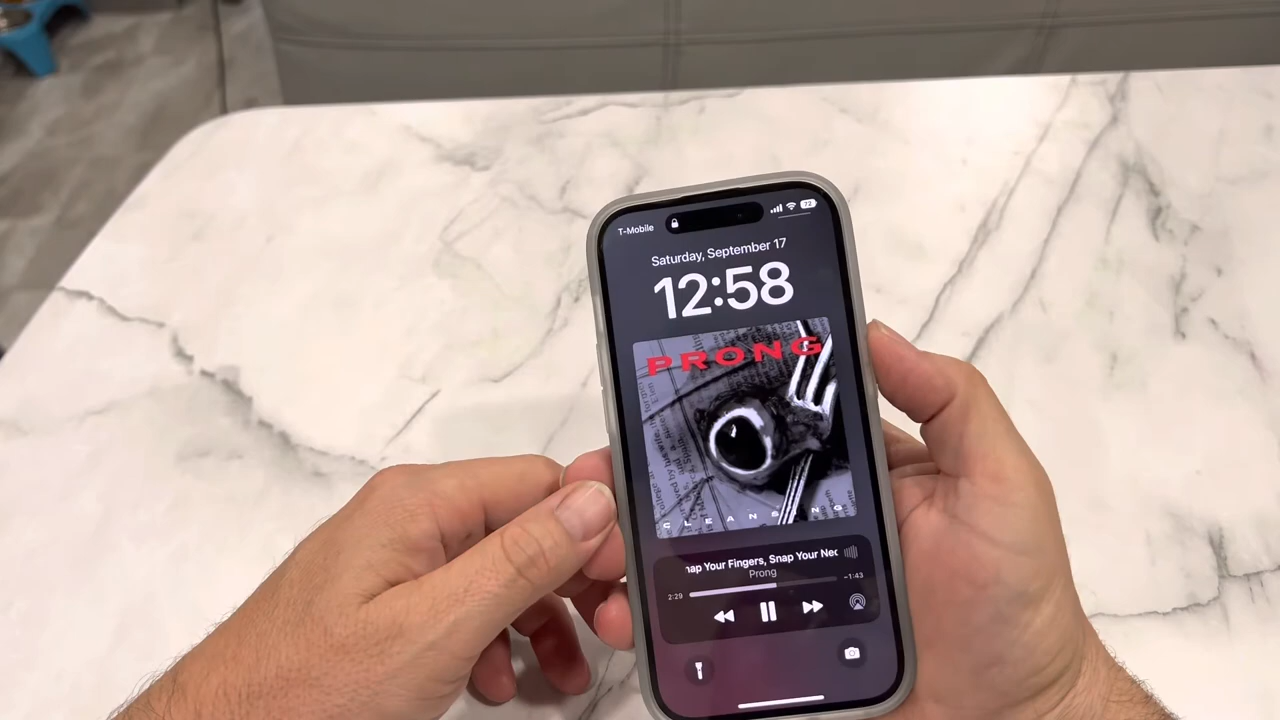 T-Mobile
72
Saturday, September 17
12:58
PRONG
CLEANSING
nap Your Fingers, Snap Your Nec
Prong
2:29
-1:43